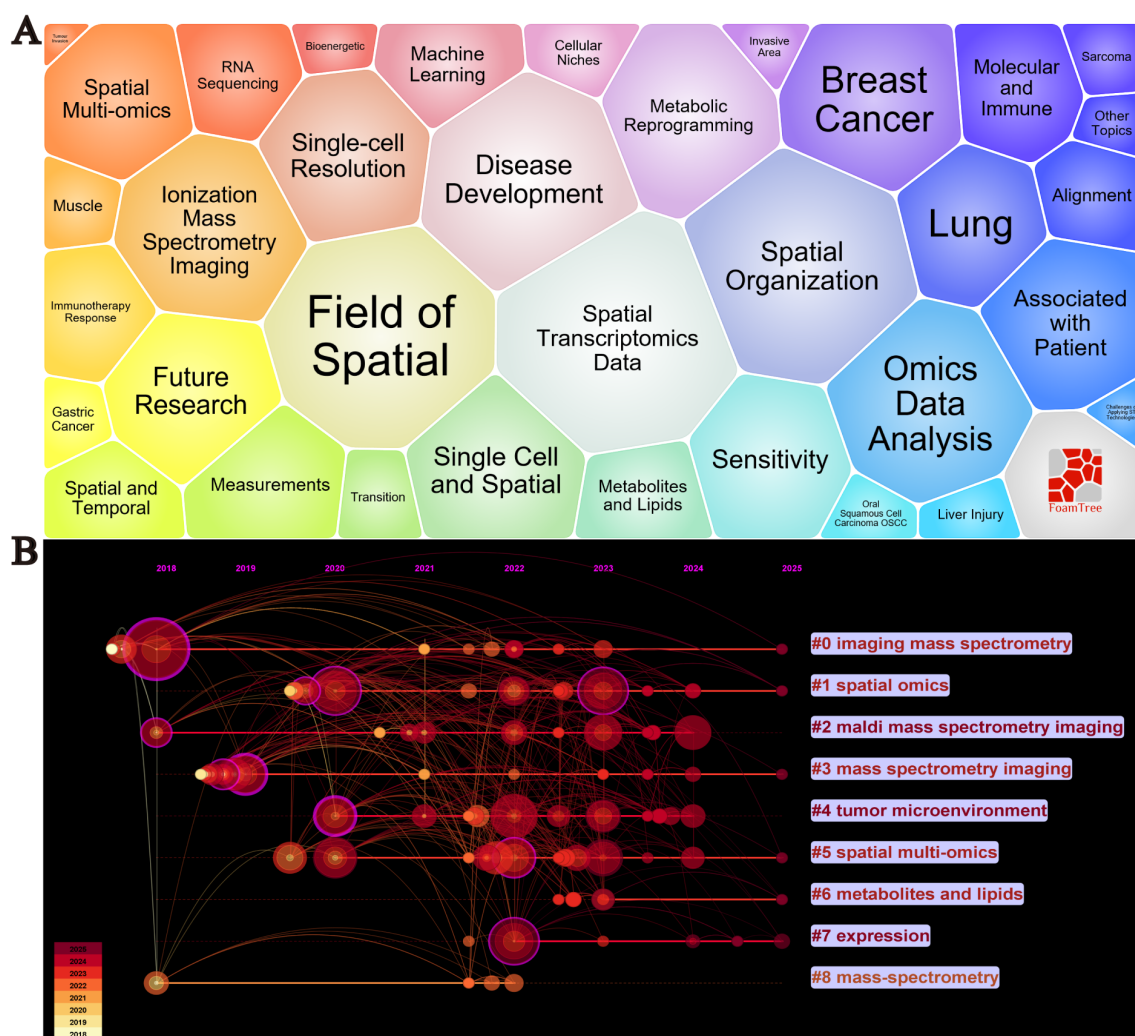 A
Tumour
Invasion
Spatial
Multi-omics
RNA
Sequencing
Bioenergetic
Machine
Learning
Cellular
Niches
Metabolic
Reprogramming
Invasive
Area
Breast
Cancer
Molecular
and
Immune
Sarcoma
Other
Topics
Single-cell
Resolution
Disease
Development
Muscle
Ionization
Mass
Spectrometry
Imaging
Spatial
Organization
Lung
Alignment
Immunotherapy
Response
Field of
Spatial
Spatial
Transcriptomics
Data
Associated
with
Patient
Future
Research
Omics
Data
Analysis
Gastric
Cancer
Challenges
Applying
Technologies
Spatial and
Temporal
Measurements
Transition
Single Cell
and Spatial
Metabolites
and Lipids
Sensitivity
Oral
Squamous Cell
Carcinoma OSCC
Liver Injury
FoamTree
B
2018 2019 2020 2021 2022 2023 2024 2025
#0 imaging mass spectrometry
#1 spatial omics
#2 maldi mass spectrometry imaging
#3 mass spectrometry imaging
#4 tumor microenvironment
#5 spatial multi-omics
#6 metabolites and lipids
#7 expression
#8 mass-spectrometry
2025
2024
2023
2022
2021
2020
2019
2018